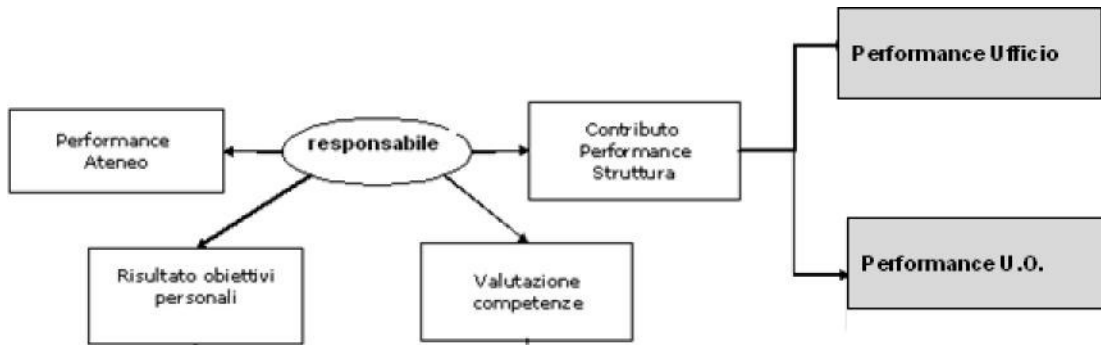 Performance Ufficio
Performance
Ateneo
responsabile
Contributo
Performance
Struttura
Risultato obiettivi
personali
Valutazione
competenze
Performance U.O.